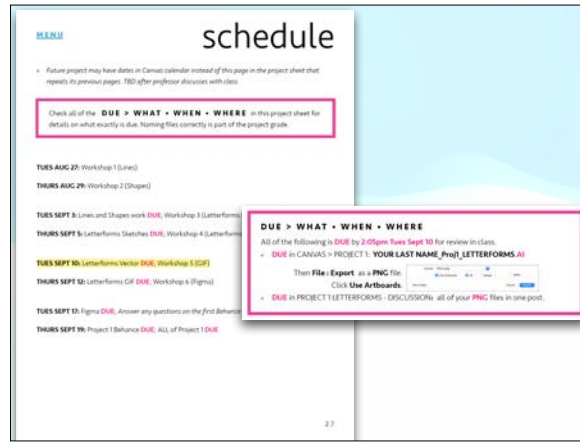 MENU
schedule
• Future project may have dates in Canvas calendar instead of this page in the project sheet that
repeats its previous pages. TBD after professor discusses with class.
Check all of the DUE > WHAT • WHEN • WHERE in this project sheet for
details on what exactly is due. Naming files correctly is part of the project grade.
TUES AUG 27: Workshop 1 (Lines)
THURS AUG 29: Workshop 2 (Shapes)
TUES SEPT 3: Lines and Shapes work DUE; Workshop 3 (Letterforms
THURS SEPT 5: Letterforms Sketches DUE; Workshop 4 (Letterforms
TUES SEPT 10: Letterforms Vector DUE; Workshop 5 (GIF)
THURS SEPT 12: Letterforms GIF DUE; Workshop 6 (Figma)
TUES SEPT 17: Figma DUE; Answer any questions on the first Behance
THURS SEPT 19: Project 1 Behance DUE; ALL of Project 1 DUE
27
DUE > WHAT • WHEN • WHERE
All of the following is DUE by 2:05pm Tues Sept 10 for review in class.
• DUE in CANVAS > PROJECT 1: YOUR LAST NAME_Proj1_LETTERFORMS.AI
Then File : Export as a PNG file.
Click Use Artboards.
• DUE in PROJECT 1 LETTERFORMS - DISCUSSION: all of your PNG files in one post.